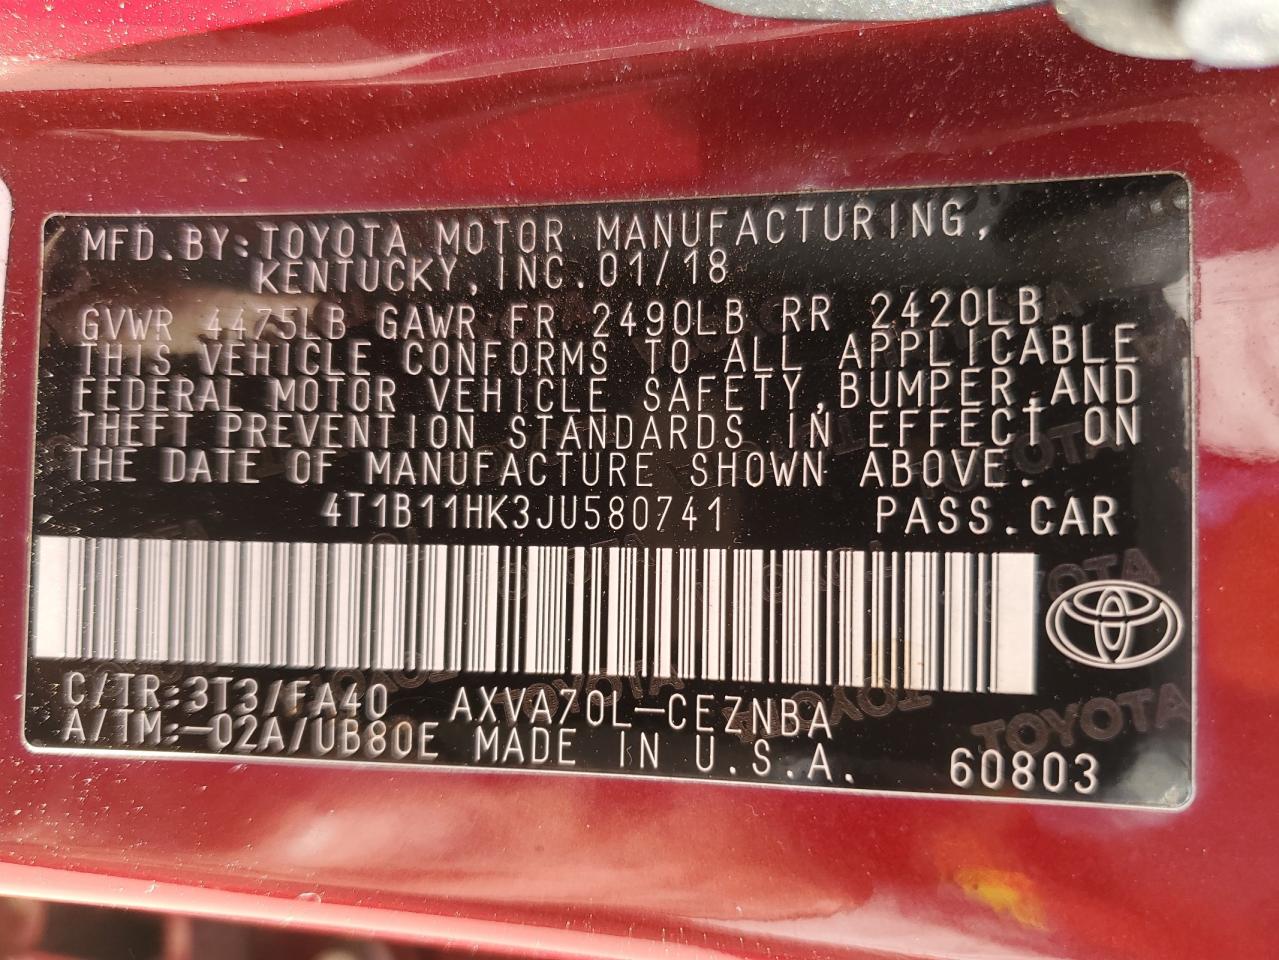 MFD. BY: TOYOTA MOTOR MANUFACTURING,
KENTUCKY, INC. 01/18
GVWR 4475LB GAWR FR 2490LB RR 2420LB
THIS VEHICLE CONFORMS TO ALL APPLICABLE
FEDERAL MOTOR VEHICLE SAFETY, BUMPER, AND
THEFT PREVENTION STANDARDS IN EFFECT ON
THE DATE OF MANUFACTURE SHOWN ABOVE.
4T1B11HK3JU580741 PASS. CAR
C/TR: 3T3/FA40 AXVA70L-CEZNBA
A/TM: -02A/UB80E MADE IN U.S.A. 60803
TOYOTA
TOYOTA